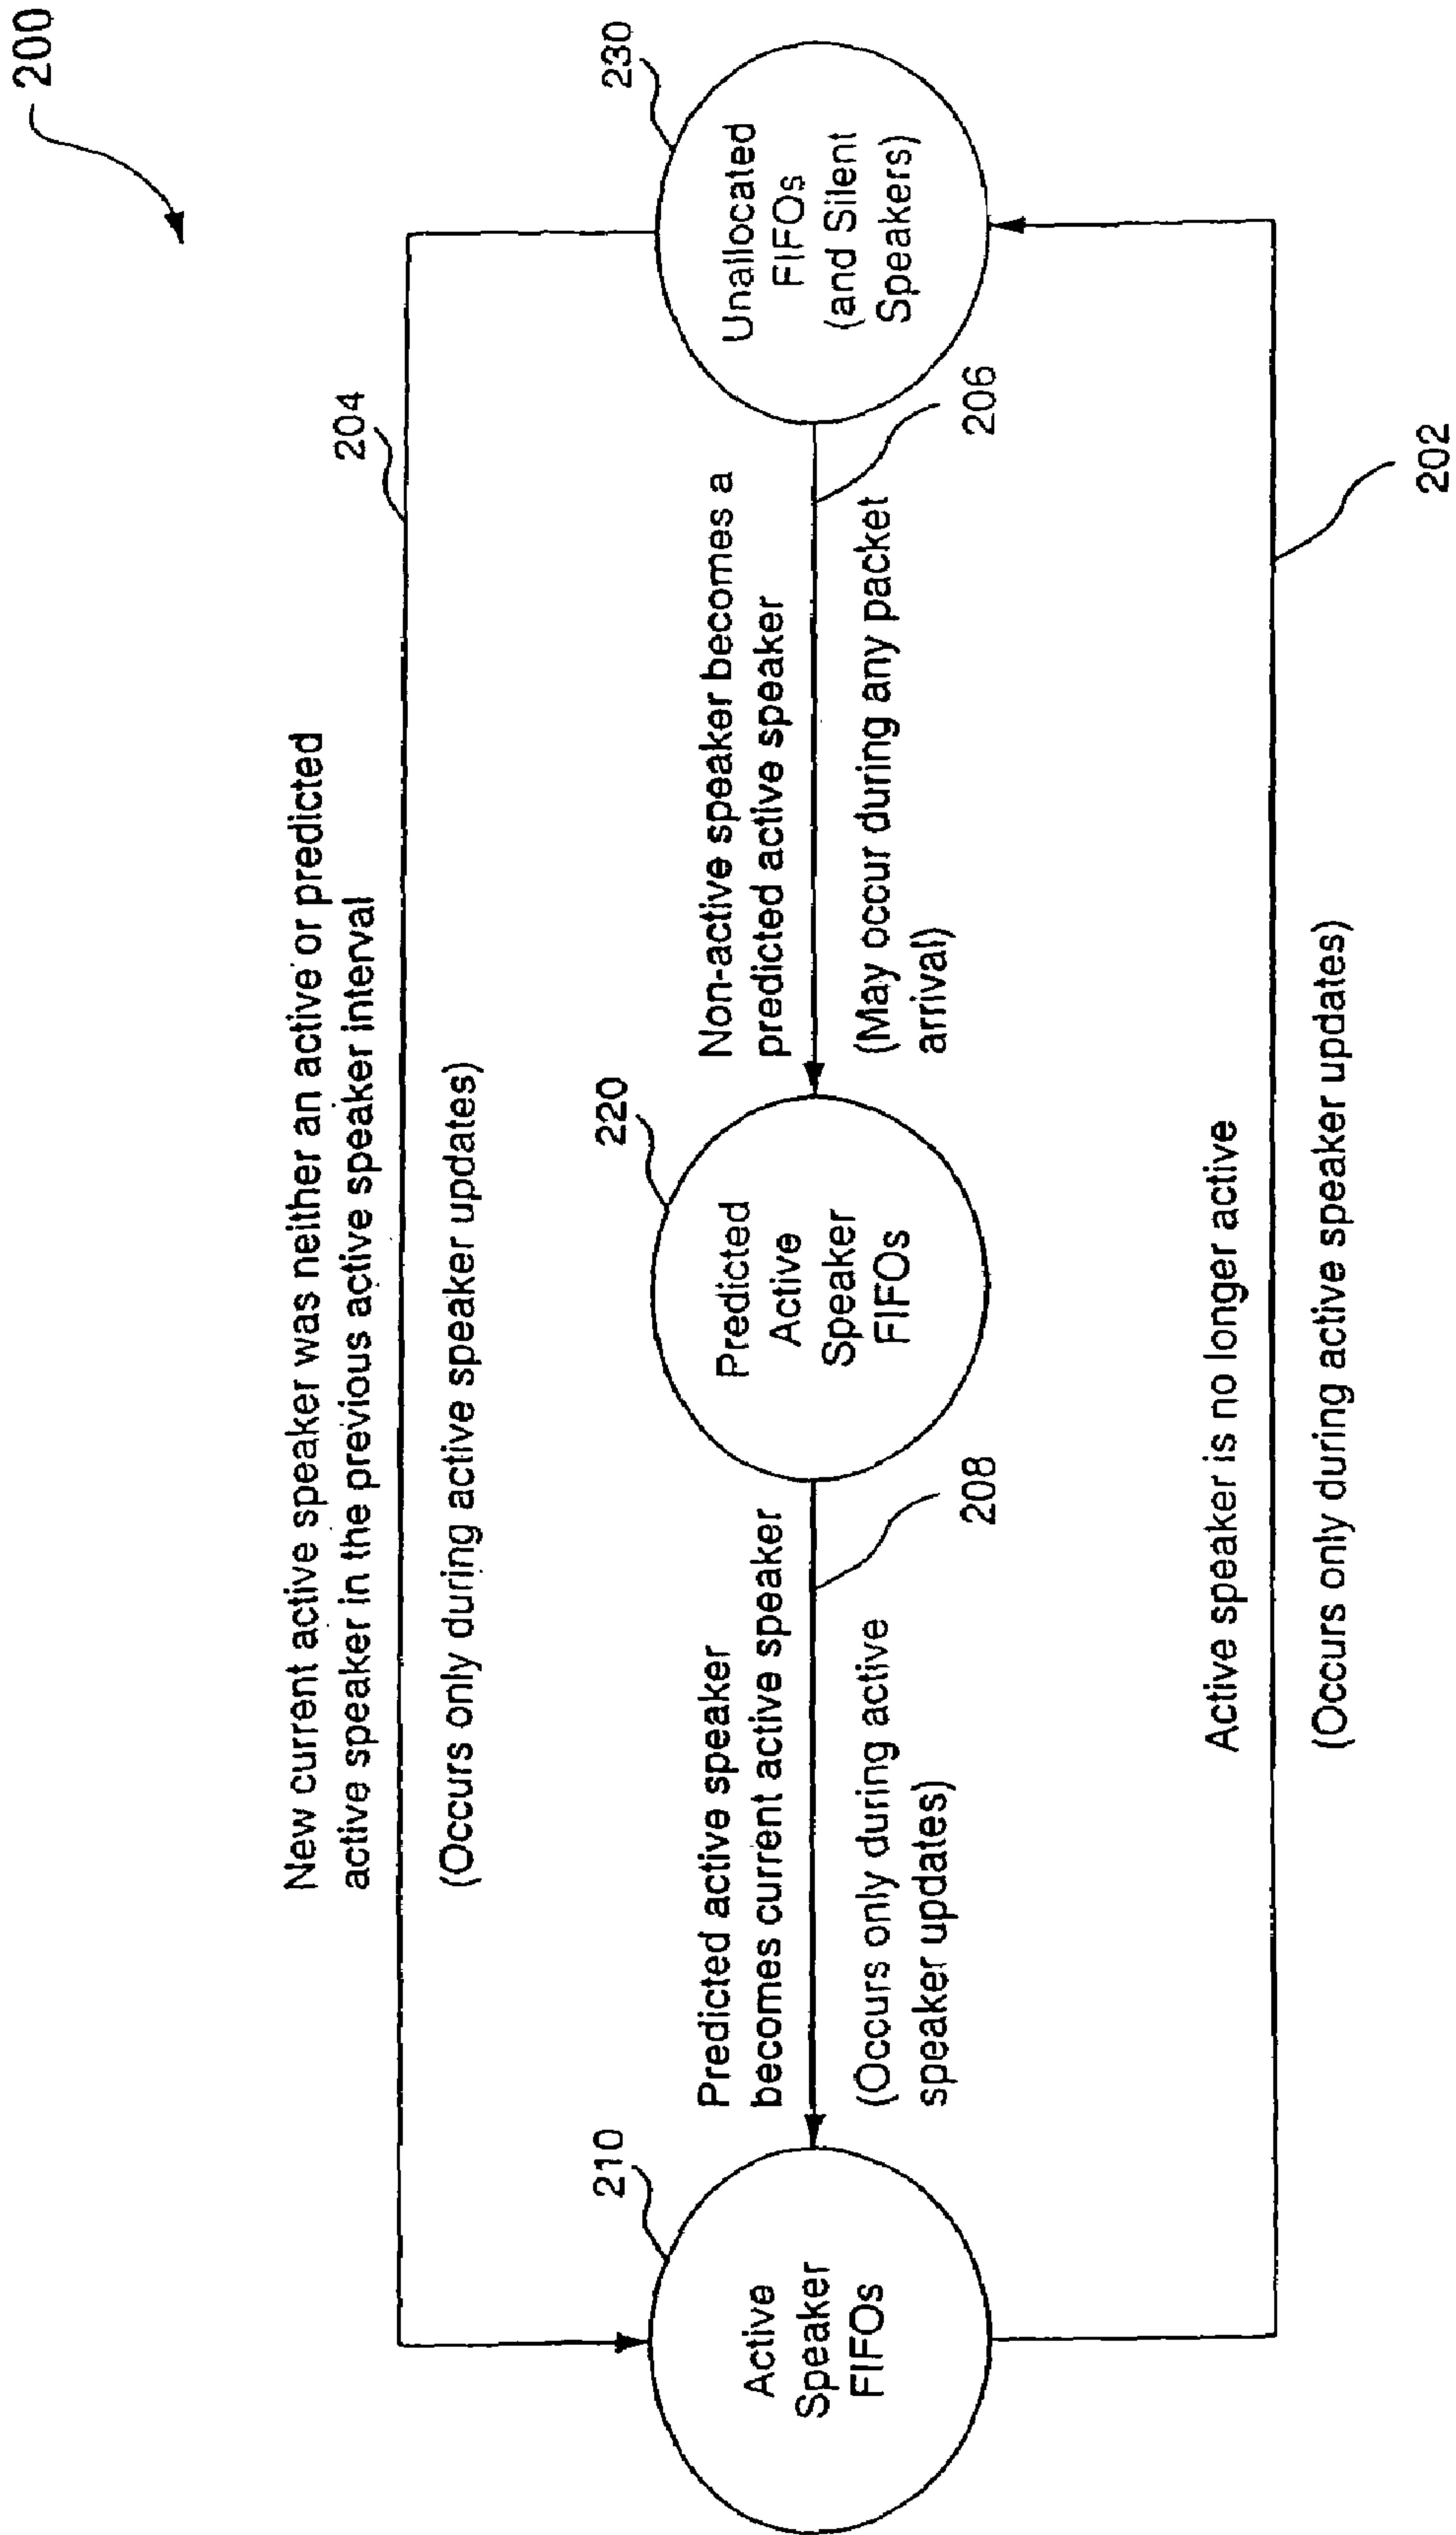 200
New current active speaker was neither an active or predicted
active speaker in the previous active speaker interval
204
(Occurs only during active speaker updates)
210
Active
Speaker
FIFOs
Predicted active speaker
becomes current active speaker
(Occurs only during active
speaker updates)
208
220
Predicted
Active
Speaker
FIFOs
Non-active speaker becomes a
predicted active speaker
(May occur during any packet
arrival)
206
230
Unallocated
FIFOs
(and Silent
Speakers)
Active speaker is no longer active
(Occurs only during active speaker updates)
202